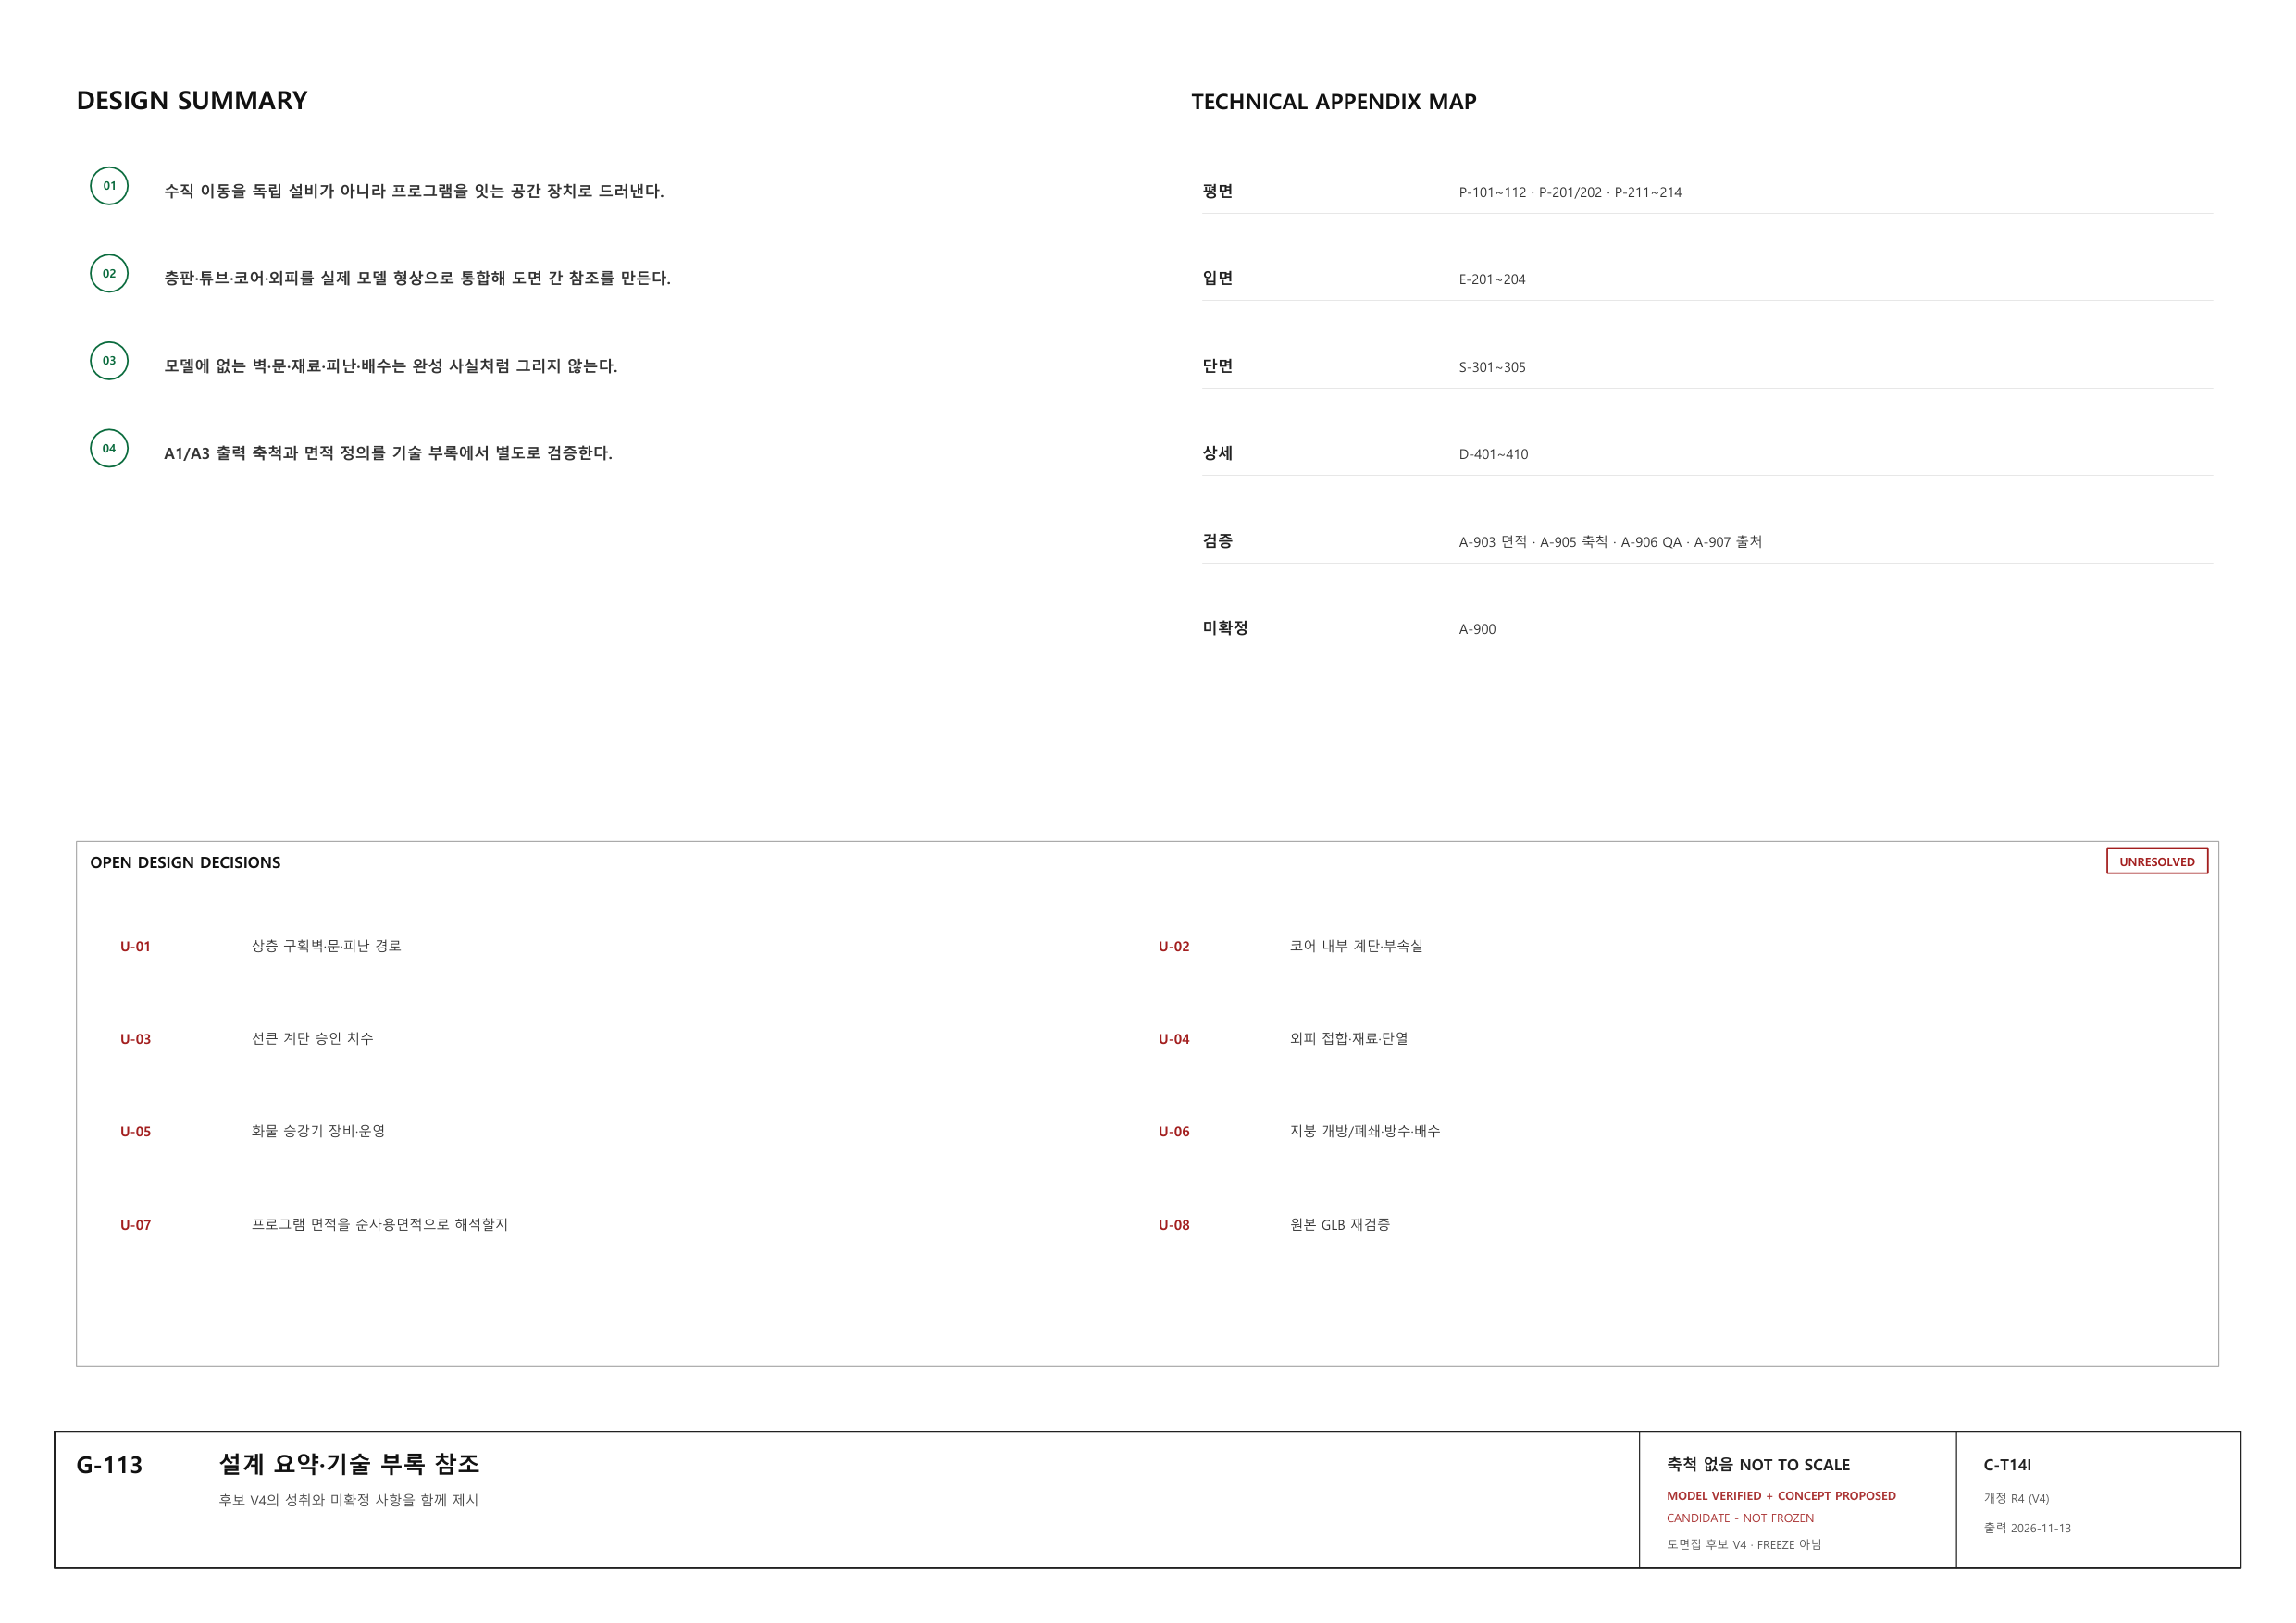 DESIGN SUMMARY
01
수직 이동을 독립 설비가 아니라 프로그램을 잇는 공간 장치로 드러낸다.
02
층판·튜브·코어·외피를 실제 모델 형상으로 통합해 도면 간 참조를 만든다.
03
모델에 없는 벽·문·재료·피난·배수는 완성 사실처럼 그리지 않는다.
04
A1/A3 출력 축척과 면적 정의를 기술 부록에서 별도로 검증한다.
TECHNICAL APPENDIX MAP
평면 P-101~112 · P-201/202 · P-211~214
입면 E-201~204
단면 S-301~305
상세 D-401~410
검증 A-903 면적 · A-905 축척 · A-906 QA · A-907 출처
미확정 A-900
OPEN DESIGN DECISIONS
UNRESOLVED
U-01 상층 구획벽·문·피난 경로
U-02 코어 내부 계단·부속실
U-03 선큰 계단 승인 치수
U-04 외피 접합·재료·단열
U-05 화물 승강기 장비·운영
U-06 지붕 개방/폐쇄·방수·배수
U-07 프로그램 면적을 순사용면적으로 해석할지
U-08 원본 GLB 재검증
G-113 설계 요약·기술 부록 참조
후보 V4의 성취와 미확정 사항을 함께 제시
축척 없음 NOT TO SCALE
MODEL VERIFIED + CONCEPT PROPOSED
CANDIDATE - NOT FROZEN
도면집 후보 V4 · FREEZE 아님
C-T14I
개정 R4 (V4)
출력 2026-11-13